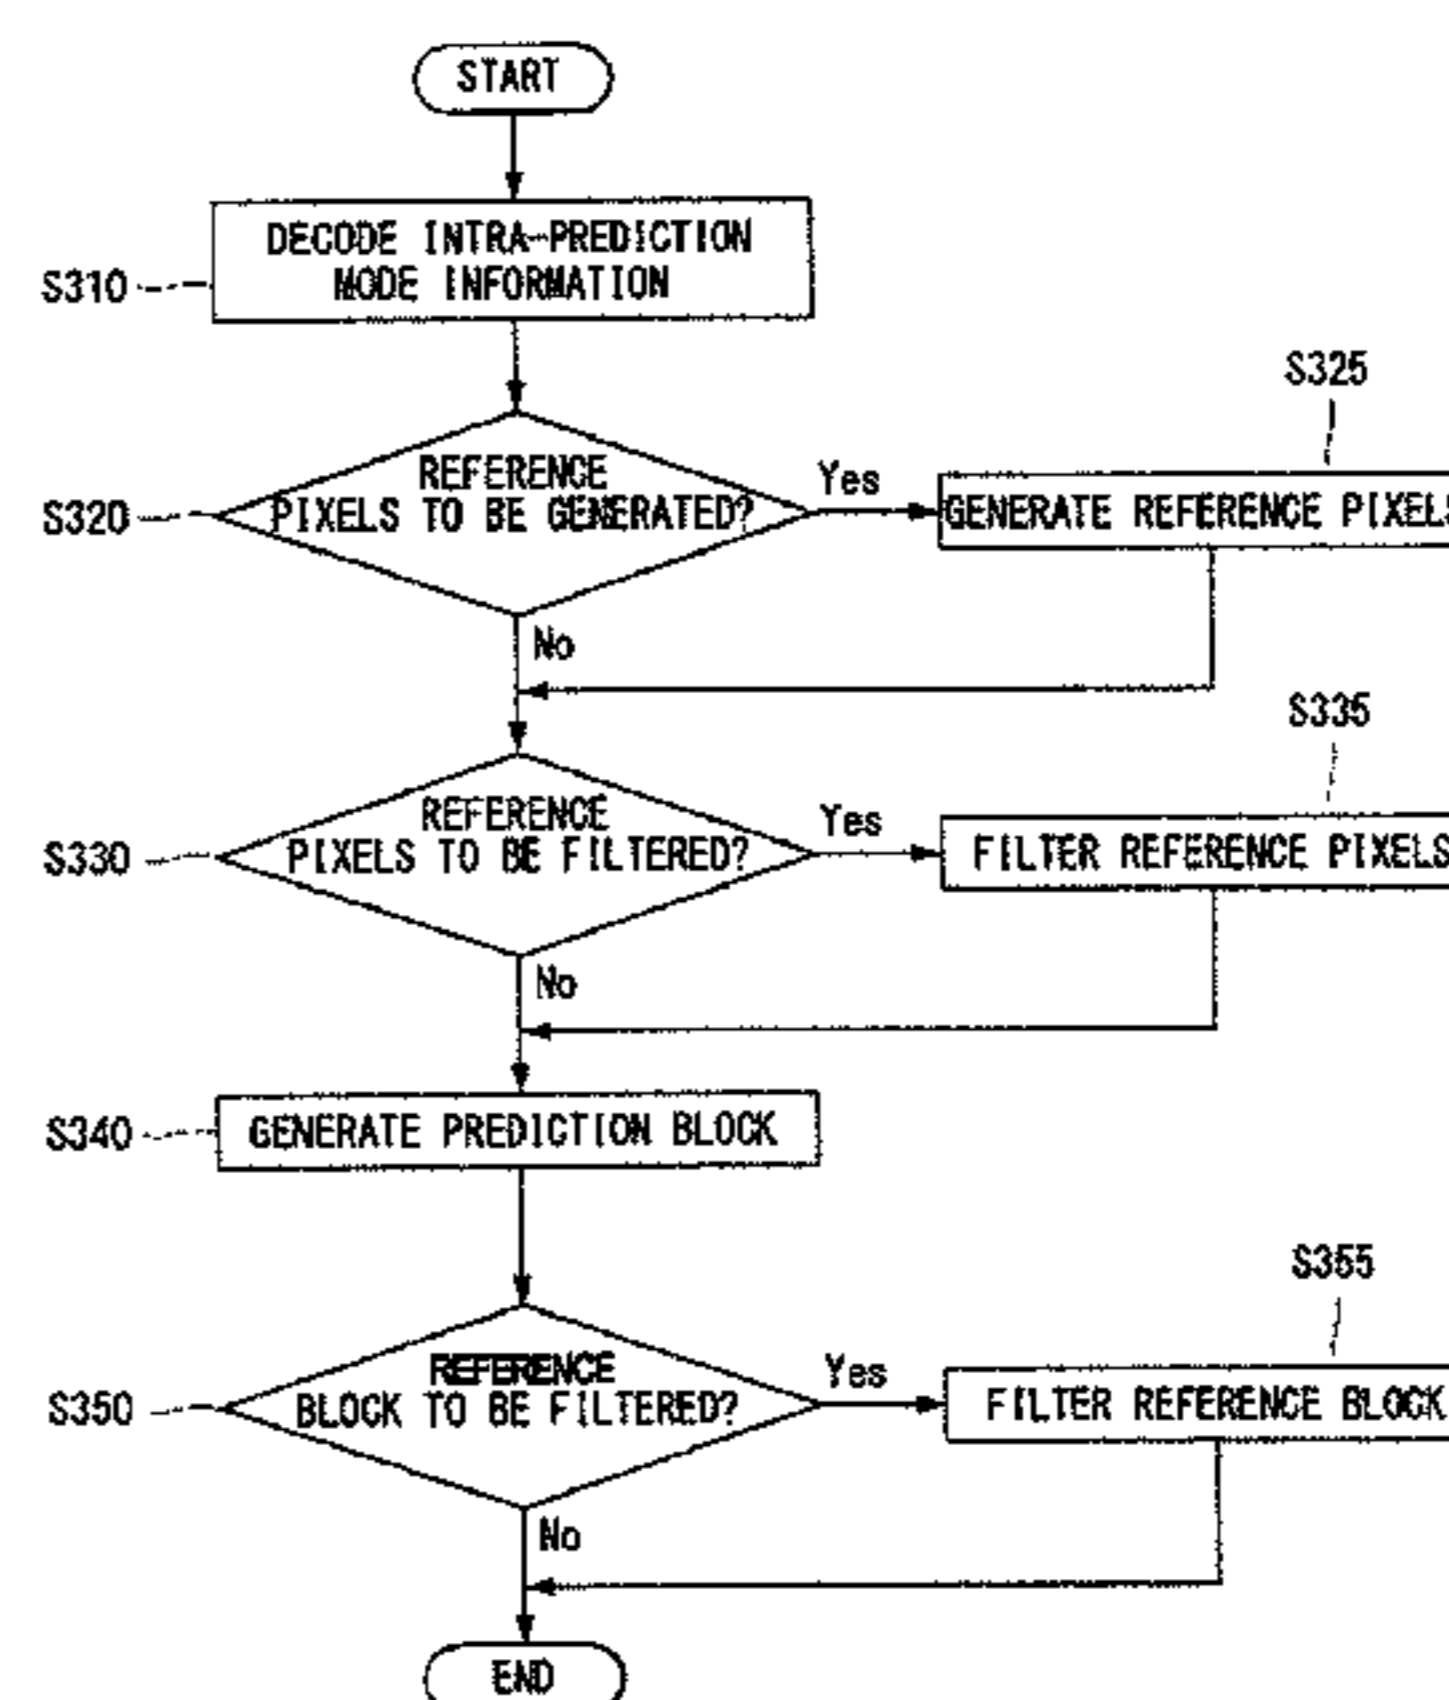 START
DECODE INTRA-PREDICTION
MODE INFORMATION
S310
S325
REFERENCE
PIXELS TO BE GENERATED?
S320
Yes
GENERATE REFERENCE PIXELS
No
S335
REFERENCE
PIXELS TO BE FILTERED?
S330
Yes
FILTER REFERENCE PIXELS
No
S340
GENERATE PREDICTION BLOCK
S355
REFERENCE
BLOCK TO BE FILTERED?
S350
Yes
FILTER REFERENCE BLOCK
No
END